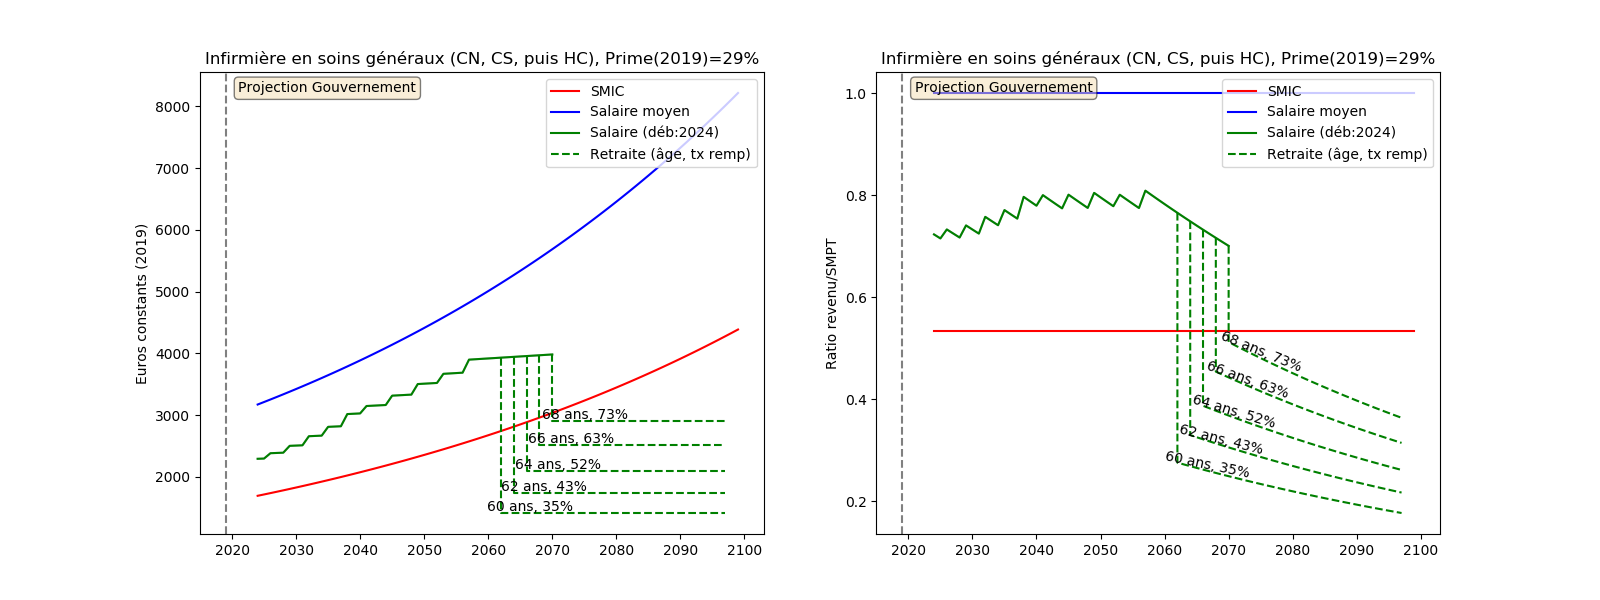 Infirmière en soins généraux (CN, CS, puis HC), Prime(2019)=29%
Projection Gouvernement
SMIC
Salaire moyen
Salaire (déb:2024)
Retraite (âge, tx remp)
Euros constants (2019)
8000
7000
6000
5000
4000
3000
2000
68 ans, 73%
66 ans, 63%
64 ans, 52%
62 ans, 43%
60 ans, 35%
2020 2030 2040 2050 2060 2070 2080 2090 2100
Infirmière en soins généraux (CN, CS, puis HC), Prime(2019)=29%
Projection Gouvernement
SMIC
Salaire moyen
Salaire (déb:2024)
Retraite (âge, tx remp)
Ratio revenu/SMPT
1.0
0.8
0.6
0.4
0.2
68 ans, 73%
66 ans, 63%
64 ans, 52%
62 ans, 43%
60 ans, 35%
2020 2030 2040 2050 2060 2070 2080 2090 2100